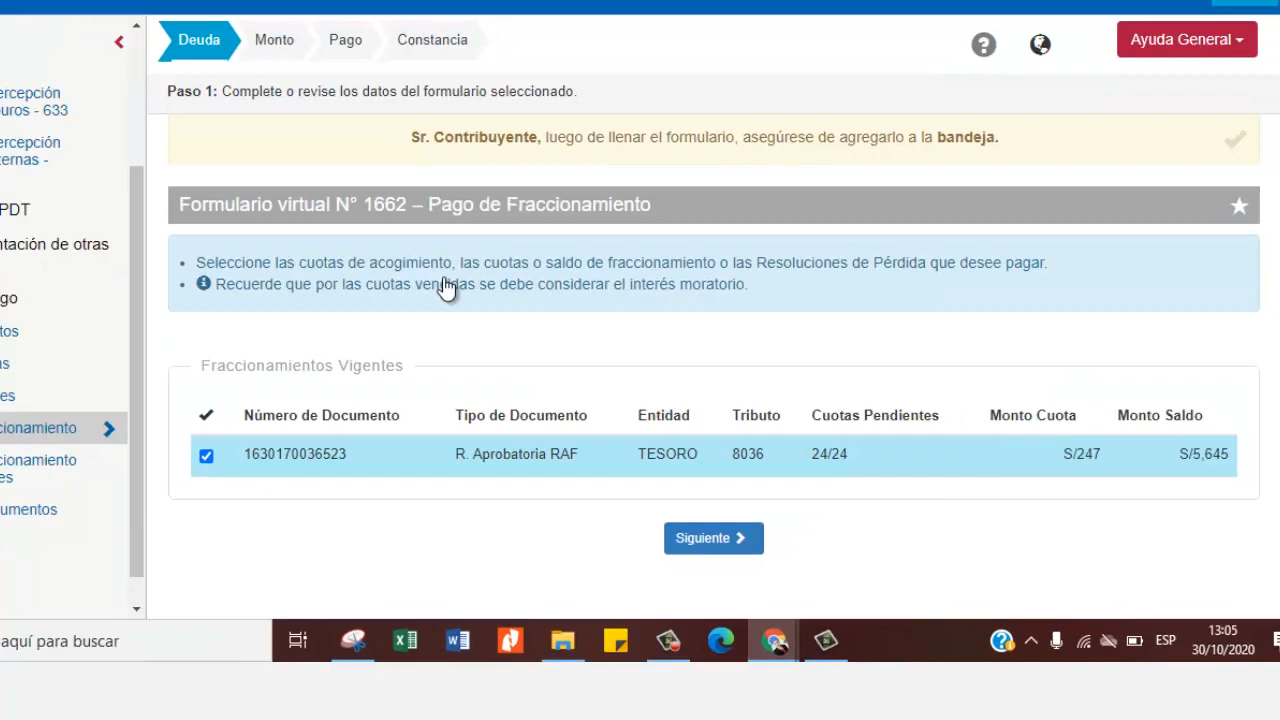 Deuda
Monto
Pago
Constancia
Ayuda General
Paso 1: Complete o revise los datos del formulario seleccionado.
Sr. Contribuyente, luego de llenar el formulario, asegúrese de agregarlo a la bandeja.
Formulario virtual N° 1662 – Pago de Fraccionamiento
Seleccione las cuotas de acogimiento, las cuotas o saldo de fraccionamiento o las Resoluciones de Pérdida que desee pagar.
Recuerde que por las cuotas vencidas se debe considerar el interés moratorio.
Fraccionamientos Vigentes
Número de Documento Tipo de Documento Entidad Tributo Cuotas Pendientes Monto Cuota Monto Saldo
1630170036523 R. Aprobatoria RAF TESORO 8036 24/24 S/247 S/5,645
Siguiente
ercepción
uros - 633
ercepción
ternas -
PDT
ntación de otras
go
tos
as
es
cionamiento
cionamiento
es
umentos
aquí para buscar
ESP
13:05
30/10/2020